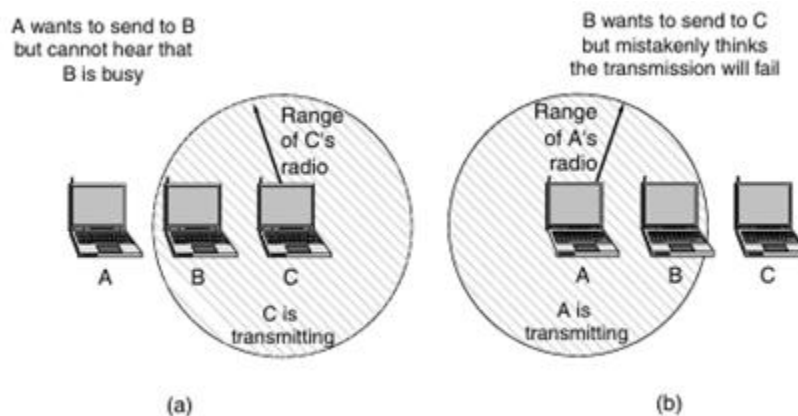 A wants to send to B
but cannot hear that
B is busy
Range
of C's
radio
A
B
C
C is
transmitting
(a)
B wants to send to C
but mistakenly thinks
the transmission will fail
Range
of A's
radio
A
B
C
A is
transmitting
(b)